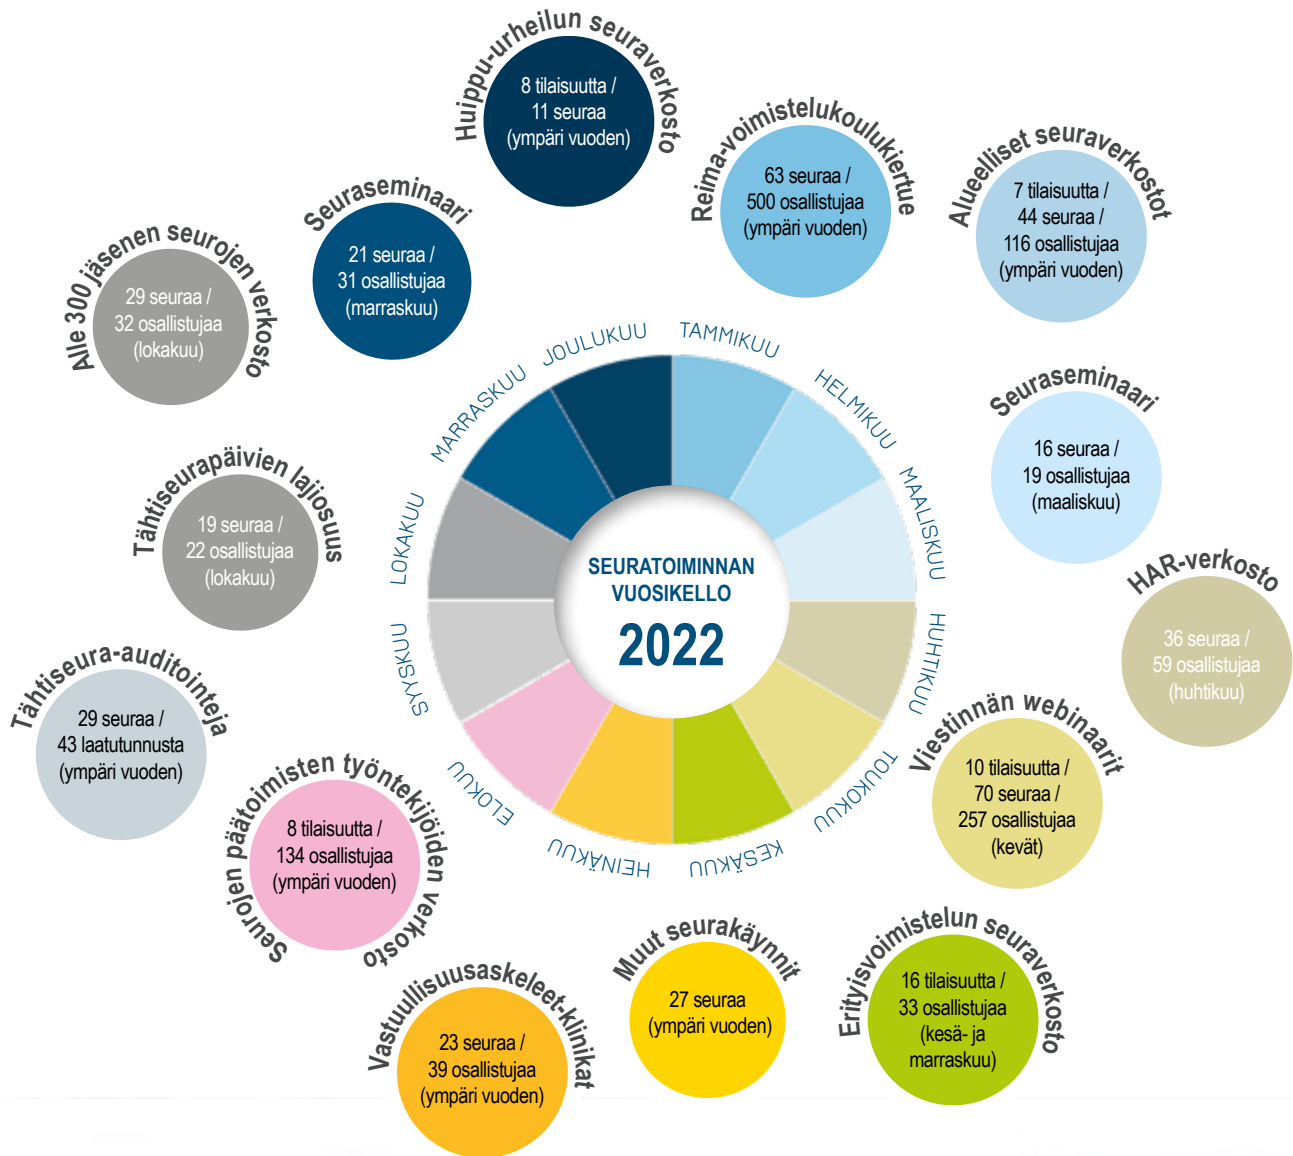 Huippu-urheilun seuraverkosto
8 tilaisuutta /
11 seuraa
(ympäri vuoden)
Reima-voimistelukoulukiertue
63 seuraa /
500 osallistujaa
(ympäri vuoden)
Alueelliset seuraverkostot
7 tilaisuutta /
44 seuraa /
116 osallistujaa
(ympäri vuoden)
Seuraseminaari
21 seuraa /
31 osallistujaa
(marraskuu)
Alle 300 jäsenen seurojen verkosto
29 seuraa /
32 osallistujaa
(lokakuu)
Seuraseminaari
16 seuraa /
19 osallistujaa
(maaliskuu)
Tähtiseurapäivien lajiosuus
19 seuraa /
22 osallistujaa
(lokakuu)
HAR-verkosto
36 seuraa /
59 osallistujaa
(huhtikuu)
TAMMIKUU
HELMIKUU
MAALISKUU
HUHTIKUU
TOUKOKUU
KESÄKUU
HEINÄKUU
ELOKUU
SYYSKUU
LOKAKUU
MARRASKUU
JOULUKUU
SEURATOIMINNAN
VUOSIKELLO
2022
Tähtiseura-auditointeja
29 seuraa /
43 laatutunnusta
(ympäri vuoden)
Viestinnän webinaarit
10 tilaisuutta /
70 seuraa /
257 osallistujaa
(kevät)
Seurojen päätoimisten työntekijöiden verkosto
8 tilaisuutta /
134 osallistujaa
(ympäri vuoden)
Vastuullisuusaskeleet-klinikat
23 seuraa /
39 osallistujaa
(ympäri vuoden)
Muut seurakäynnit
27 seuraa
(ympäri vuoden)
Erityisvoimistelun seuraverkosto
16 tilaisuutta /
33 osallistujaa
(kesä- ja
marraskuu)